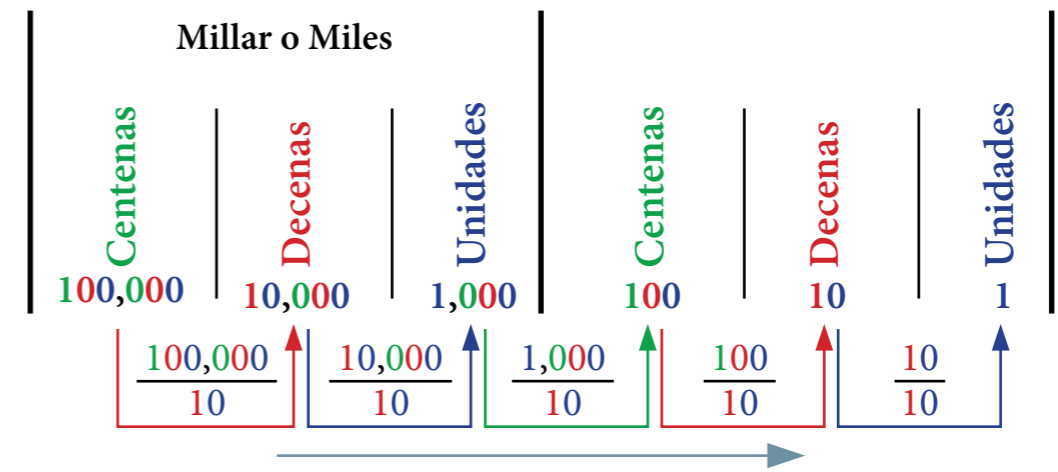 Millar o Miles
Centenas Decenas Unidades Centenas Decenas Unidades
100,000 10,000 1,000 100 10 1
100,000 10,000 1,000 100 10
10 10 10 10 10